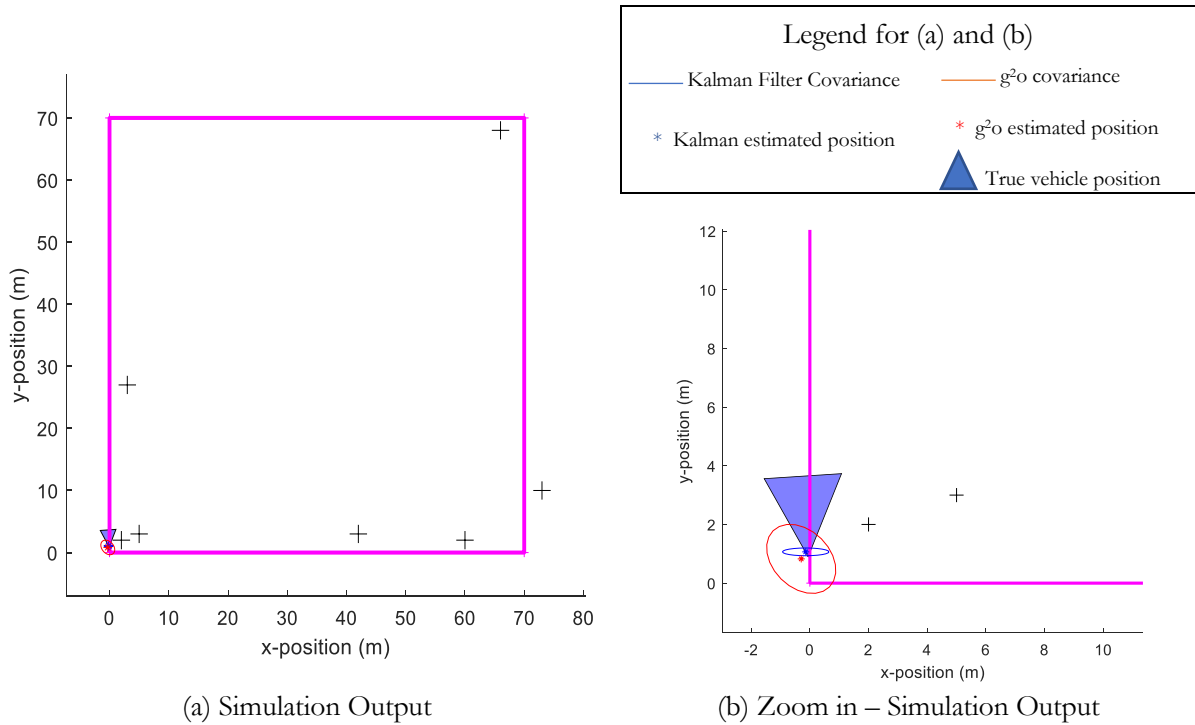 Legend for (a) and (b)
Kalman Filter Covariance
g²o covariance
* Kalman estimated position
* g²o estimated position
True vehicle position
70
60
50
40
30
20
10
0
y-position (m)
0 10 20 30 40 50 60 70 80
x-position (m)
(a) Simulation Output
12
10
8
6
4
2
0
y-position (m)
-2 0 2 4 6 8 10
x-position (m)
(b) Zoom in – Simulation Output